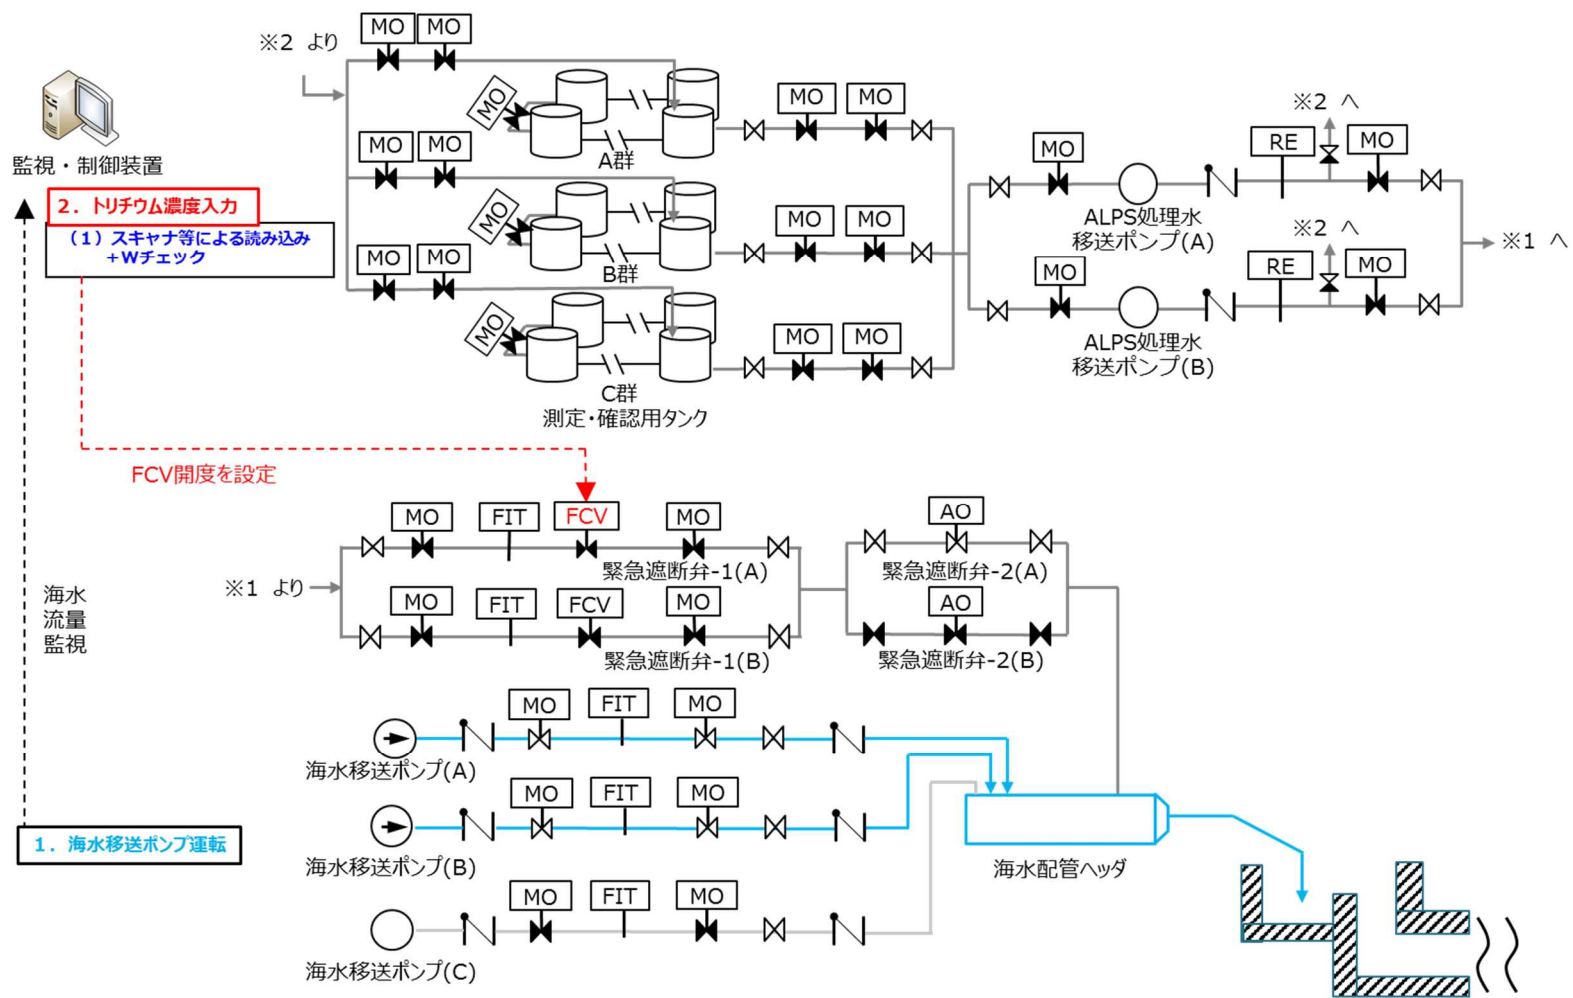 ※2 より
MO
MO
監視・制御装置
2．トリチウム濃度入力
（1）スキャナ等による読み込み
＋Wチェック
MO
MO
MO
A群
MO
MO
MO
B群
MO
MO
MO
C群
測定・確認用タンク
MO
MO
MO
MO
MO
MO
MO
RE
※2 へ
MO
ALPS処理水
移送ポンプ(A)
MO
RE
※2 へ
MO
ALPS処理水
移送ポンプ(B)
※1 へ
FCV開度を設定
※1 より
MO
FIT
FCV
MO
緊急遮断弁-1(A)
MO
FIT
FCV
MO
緊急遮断弁-1(B)
AO
緊急遮断弁-2(A)
AO
緊急遮断弁-2(B)
海水
流量
監視
1．海水移送ポンプ運転
MO
FIT
MO
海水移送ポンプ(A)
MO
FIT
MO
海水移送ポンプ(B)
MO
FIT
MO
海水移送ポンプ(C)
海水配管ヘッダ